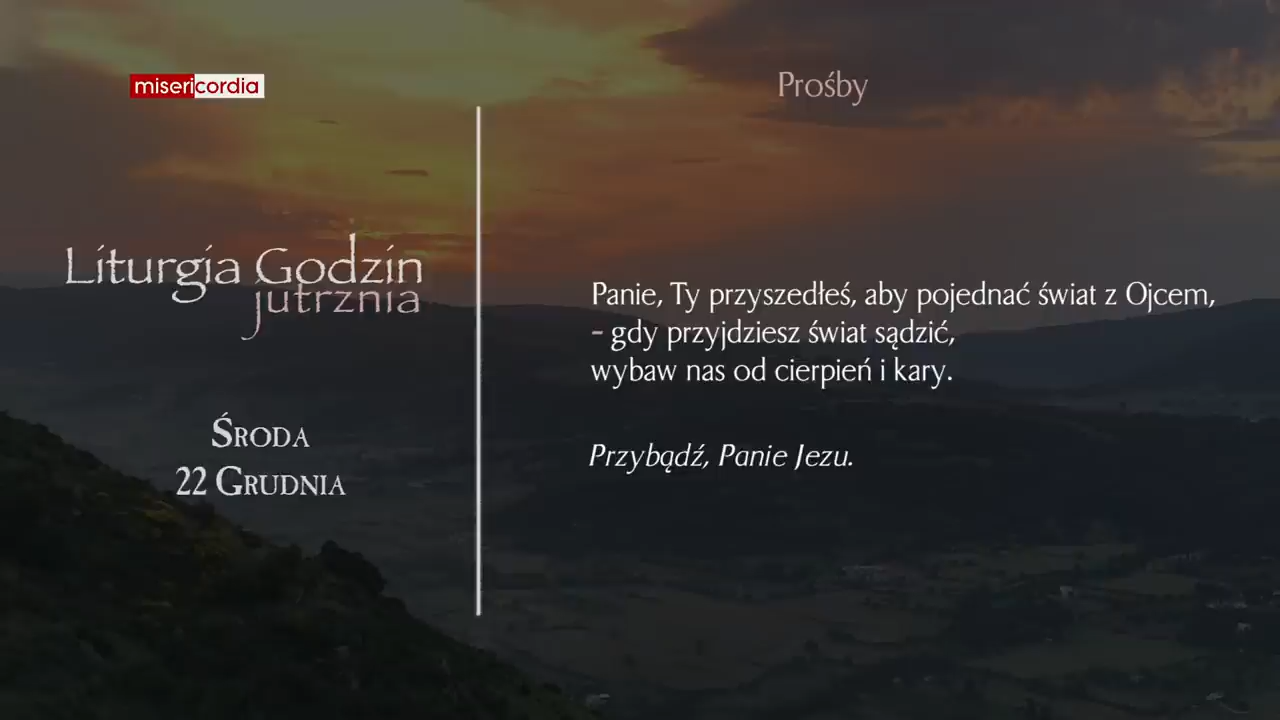 misericordia
Liturgia Godzin
jutrznia
Środa
22 Grudnia
Prośby
Panie, Ty przyszedłeś, aby pojednać świat z Ojcem,
- gdy przyjdziesz świat sądzić,
wybaw nas od cierpień i kary.
Przybądź, Panie Jezu.